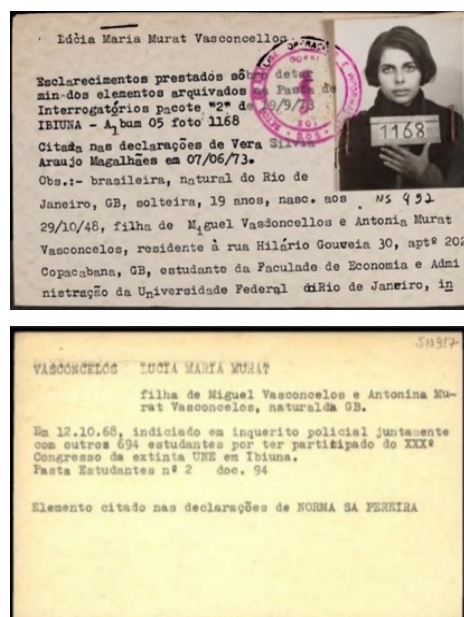 Lúcia Maria Murat Vasconcellos
Esclarecimentos prestados sôbre deter
min-dos elementos arquivados na Pasta de
Interrogatórios pacote "2" de 19/9/73
IBIUNA - Album 05 foto 1168
Citada nas declarações de Vera Silvia
Araujo Magalhães em 07/06/73.
Obs.:- brasileira, natural do Rio de
Janeiro, GB, solteira, 19 anos, nasc. aos
29/10/48, filha de Miguel Vasdoncellos e Antonia Murat
Vasconcelos, residente à rua Hilário Gouveia 30, aptº 202
Copacabana, GB, estudante da Faculade de Economia e Admi
nistração da Universidade Federal doRio de Janeiro, in
1168
NS 492
VASCONCELOS LUCIA MARIA MURAT
filha de Miguel Vasconcelos e Antonina Mu-
rat Vasconcelos, naturalda GB.
Em 12.10.68, indiciado em inquerito policial juntamente
com outros 694 estudantes por ter participado do XXXº
Congresso da extinta UNE em Ibiuna.
Pasta Estudantes nº 2 doc. 94
Elemento citado nas declarações de NORMA SA PEREIRA